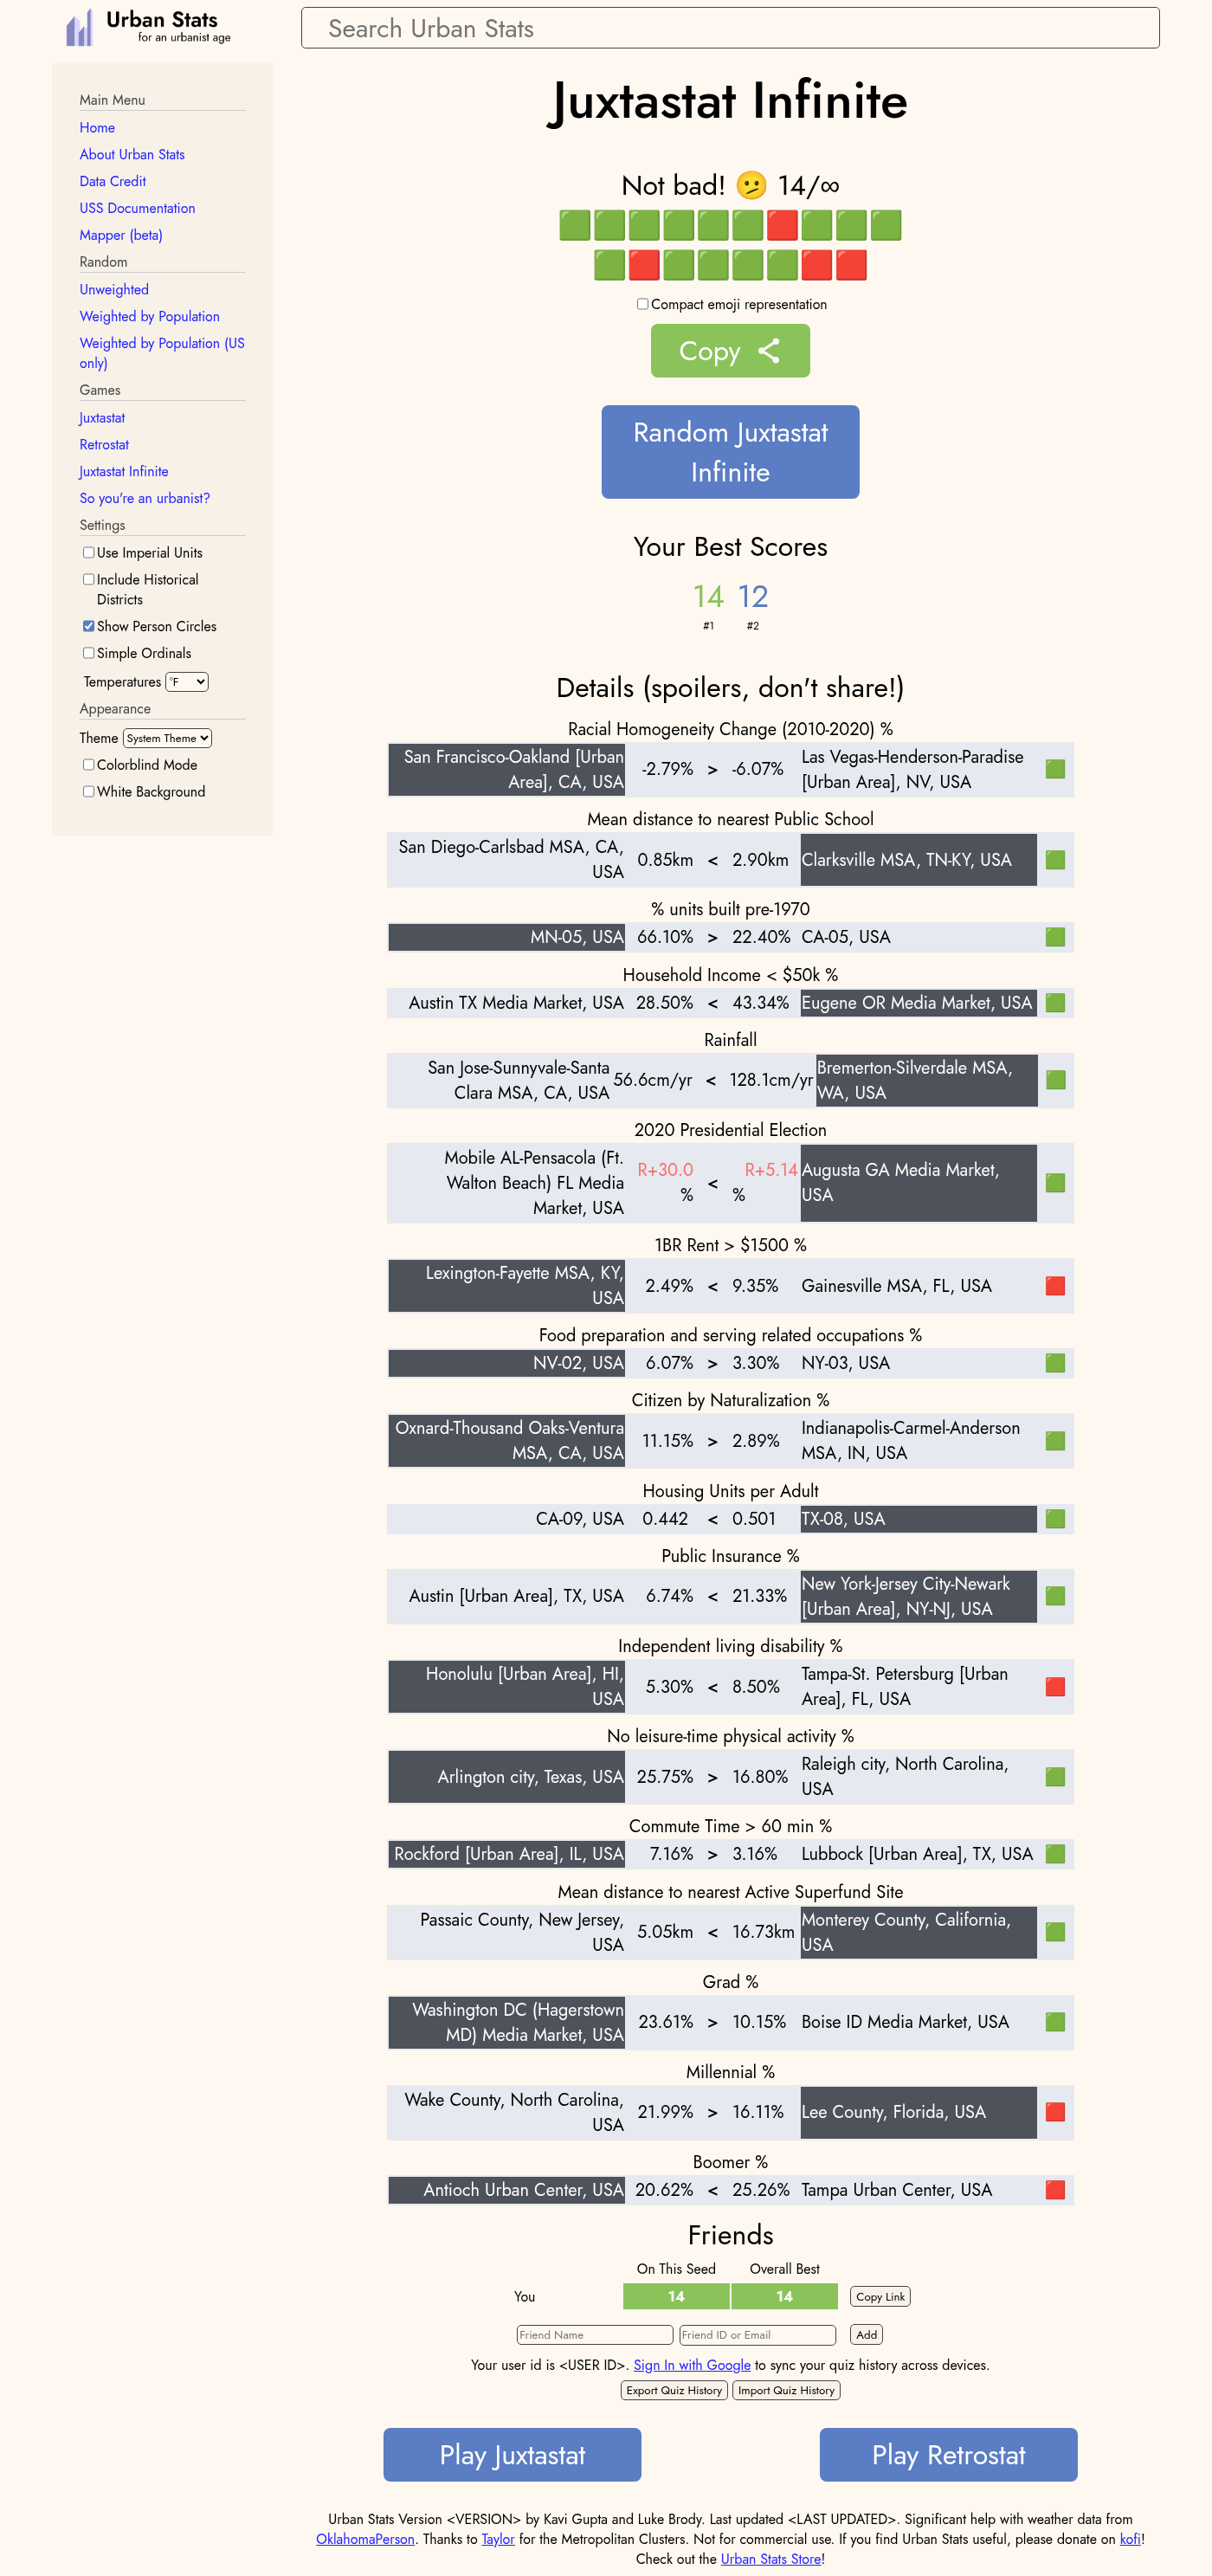 Urban Stats
for an urbanist age
Search Urban Stats
Main Menu
Home
About Urban Stats
Data Credit
USS Documentation
Mapper (beta)
Random
Unweighted
Weighted by Population
Weighted by Population (US
only)
Games
Juxtastat
Retrostat
Juxtastat Infinite
So you're an urbanist?
Settings
Use Imperial Units
Include Historical
Districts
Show Person Circles
Simple Ordinals
Temperatures °F
Appearance
Theme System Theme
Colorblind Mode
White Background
Juxtastat Infinite
Not bad! 🫤 14/∞
🟩🟩🟩🟩🟩🟩🟥🟩🟩🟩
🟩🟥🟩🟩🟩🟩🟥🟥
Compact emoji representation
Copy
Random Juxtastat
Infinite
Your Best Scores
14 12
#1 #2
Details (spoilers, don't share!)
Racial Homogeneity Change (2010-2020) %
San Francisco-Oakland [Urban
Area], CA, USA
-2.79% > -6.07%
Las Vegas-Henderson-Paradise
[Urban Area], NV, USA
🟩
Mean distance to nearest Public School
San Diego-Carlsbad MSA, CA,
USA
0.85km < 2.90km
Clarksville MSA, TN-KY, USA
🟩
% units built pre-1970
MN-05, USA 66.10% > 22.40% CA-05, USA 🟩
Household Income < $50k %
Austin TX Media Market, USA 28.50% < 43.34% Eugene OR Media Market, USA 🟩
Rainfall
San Jose-Sunnyvale-Santa
Clara MSA, CA, USA
56.6cm/yr < 128.1cm/yr
Bremerton-Silverdale MSA,
WA, USA
🟩
2020 Presidential Election
Mobile AL-Pensacola (Ft.
Walton Beach) FL Media
Market, USA
R+30.0
%
<
R+5.14
%
Augusta GA Media Market,
USA
🟩
1BR Rent > $1500 %
Lexington-Fayette MSA, KY,
USA
2.49% < 9.35%
Gainesville MSA, FL, USA
🟥
Food preparation and serving related occupations %
NV-02, USA 6.07% > 3.30% NY-03, USA 🟩
Citizen by Naturalization %
Oxnard-Thousand Oaks-Ventura
MSA, CA, USA
11.15% > 2.89%
Indianapolis-Carmel-Anderson
MSA, IN, USA
🟩
Housing Units per Adult
CA-09, USA 0.442 < 0.501 TX-08, USA 🟩
Public Insurance %
Austin [Urban Area], TX, USA 6.74% < 21.33%
New York-Jersey City-Newark
[Urban Area], NY-NJ, USA
🟩
Independent living disability %
Honolulu [Urban Area], HI,
USA
5.30% < 8.50%
Tampa-St. Petersburg [Urban
Area], FL, USA
🟥
No leisure-time physical activity %
Arlington city, Texas, USA 25.75% > 16.80%
Raleigh city, North Carolina,
USA
🟩
Commute Time > 60 min %
Rockford [Urban Area], IL, USA 7.16% > 3.16% Lubbock [Urban Area], TX, USA 🟩
Mean distance to nearest Active Superfund Site
Passaic County, New Jersey,
USA
5.05km < 16.73km
Monterey County, California,
USA
🟩
Grad %
Washington DC (Hagerstown
MD) Media Market, USA
23.61% > 10.15% Boise ID Media Market, USA 🟩
Millennial %
Wake County, North Carolina,
USA
21.99% > 16.11% Lee County, Florida, USA 🟥
Boomer %
Antioch Urban Center, USA 20.62% < 25.26% Tampa Urban Center, USA 🟥
Friends
On This Seed Overall Best
You 14 14 Copy Link
Friend Name Friend ID or Email Add
Your user id is <USER ID>. Sign In with Google to sync your quiz history across devices.
Export Quiz History Import Quiz History
Play Juxtastat Play Retrostat
Urban Stats Version <VERSION> by Kavi Gupta and Luke Brody. Last updated <LAST UPDATED>. Significant help with weather data from
OklahomaPerson. Thanks to Taylor for the Metropolitan Clusters. Not for commercial use. If you find Urban Stats useful, please donate on kofi!
Check out the Urban Stats Store!